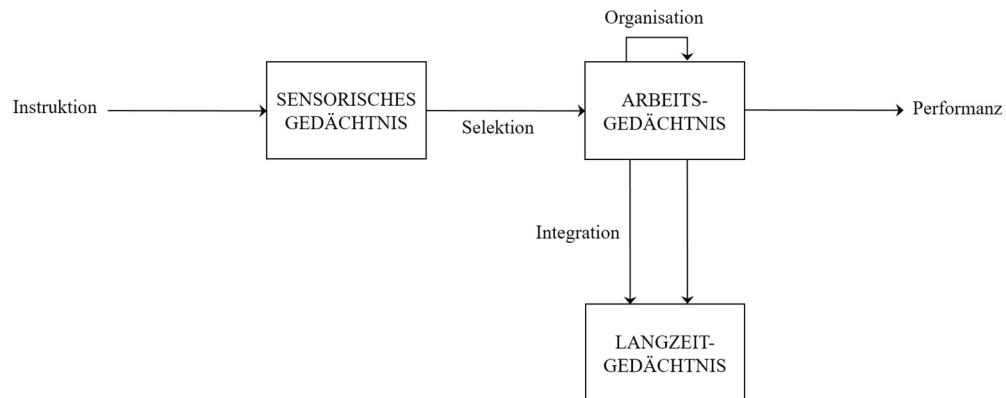 Organisation
Instruktion
SENSORISCHES
GEDÄCHTNIS
Selektion
ARBEITS-
GEDÄCHTNIS
Performanz
Integration
LANGZEIT-
GEDÄCHTNIS